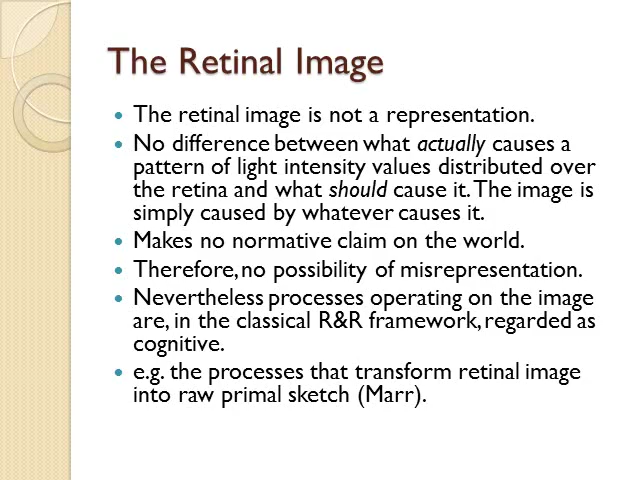 The Retinal Image
The retinal image is not a representation.
No difference between what actually causes a
pattern of light intensity values distributed over
the retina and what should cause it. The image is
simply caused by whatever causes it.
Makes no normative claim on the world.
Therefore, no possibility of misrepresentation.
Nevertheless processes operating on the image
are, in the classical R&R framework, regarded as
cognitive.
e.g. the processes that transform retinal image
into raw primal sketch (Marr).